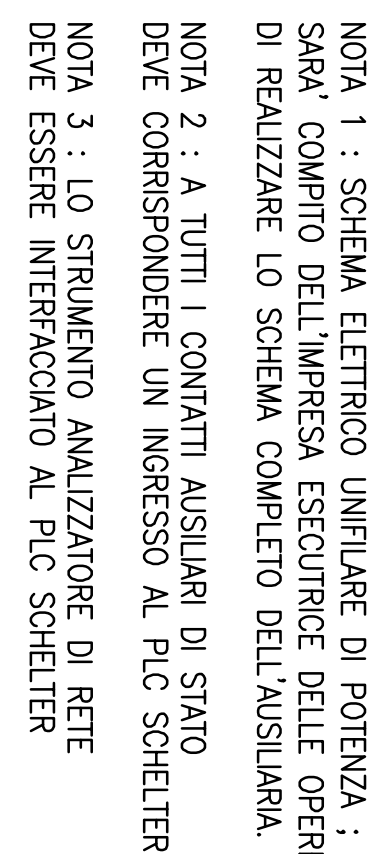 NOTA 1 : SCHEMA ELETTRICO UNIFILARE DI POTENZA ;
SARA' COMPITO DELL'IMPRESA ESECUTRICE DELLE OPERE
DI REALIZZARE LO SCHEMA COMPLETO DELL'AUSILIARIA.
NOTA 2 : A TUTTI I CONTATTI AUSILIARI DI STATO
DEVE CORRISPONDERE UN INGRESSO AL PLC SCHELTER
NOTA 3 : LO STRUMENTO ANALIZZATORE DI RETE
DEVE ESSERE INTERFACCIATO AL PLC SCHELTER